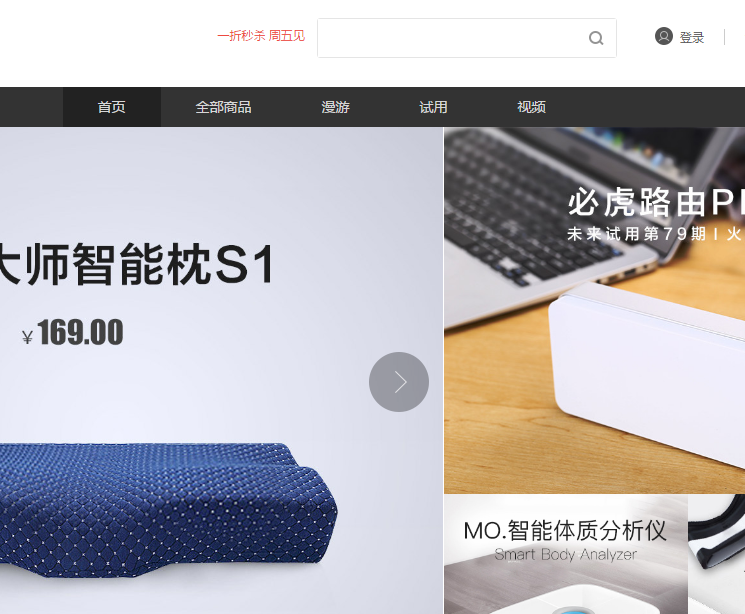 一折秒杀 周五见
登录
首页
全部商品
漫游
试用
视频
大师智能枕S1
¥169.00
必虎路由P
未来试用第79期 | 火
MO.智能体质分析仪
Smart Body Analyzer